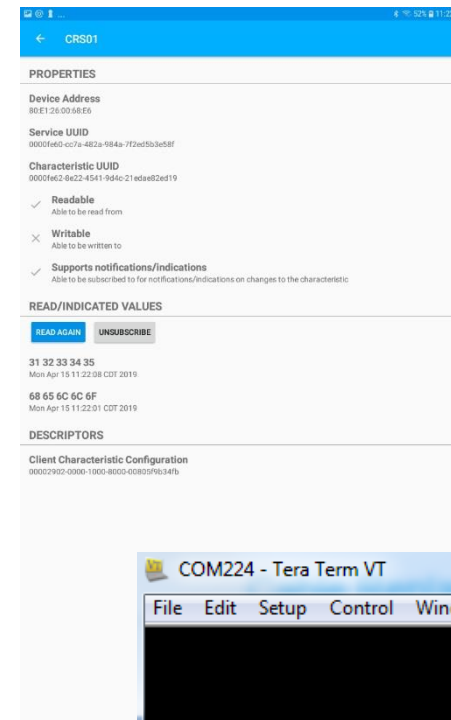 52% 11:2
CRS01
PROPERTIES
Device Address
80:E1:26:00:68:E6
Service UUID
0000fe60-cc7a-482a-984a-7f2ed5b3e58f
Characteristic UUID
0000fe62-8e22-4541-9d4c-21edae82ed19
Readable
Able to be read from
Writable
Able to be written to
Supports notifications/indications
Able to be subscribed to for notifications/indications on changes to the characteristic
READ/INDICATED VALUES
READ AGAIN UNSUBSCRIBE
31 32 33 34 35
Mon Apr 15 11:22:08 CDT 2019
68 65 6C 6C 6F
Mon Apr 15 11:22:01 CDT 2019
DESCRIPTORS
Client Characteristic Configuration
00002902-0000-1000-8000-00805f9b34fb
COM224 - Tera Term VT
File Edit Setup Control Win